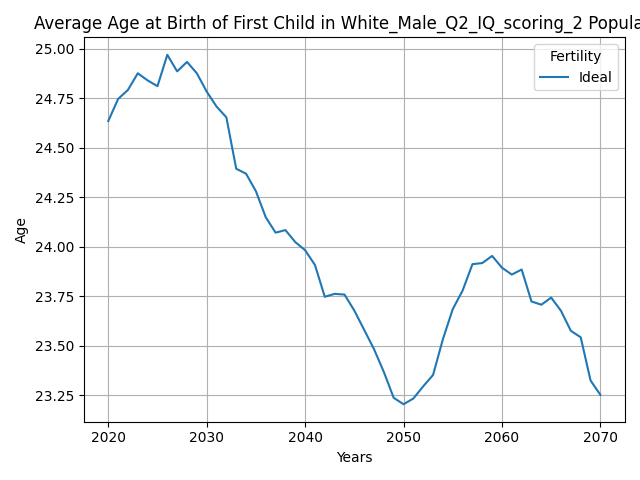 Average Age at Birth of First Child in White_Male_Q2_IQ_scoring_2 Popula
Fertility
Ideal
25.00
24.75
24.50
24.25
24.00
23.75
23.50
23.25
Age
2020 2030 2040 2050 2060 2070
Years